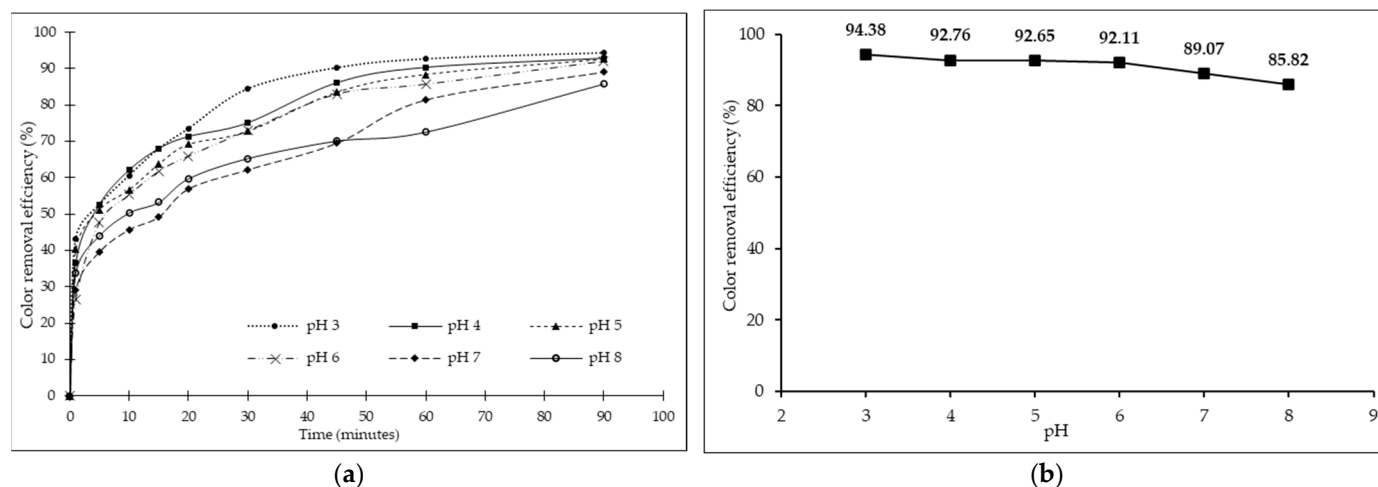 Color removal effciency (%)
100
90
80
70
60
50
40
30
20
10
0
pH 3 pH 4 pH 5
pH 6 pH 7 pH 8
0 10 20 30 40 50 60 70 80 90 100
Time (minutes)
(a)
Color removal efficiency (%)
94.38 92.76 92.65 92.11 89.07 85.82
100
80
60
40
20
0
2 3 4 5 6 7 8 9
pH
(b)